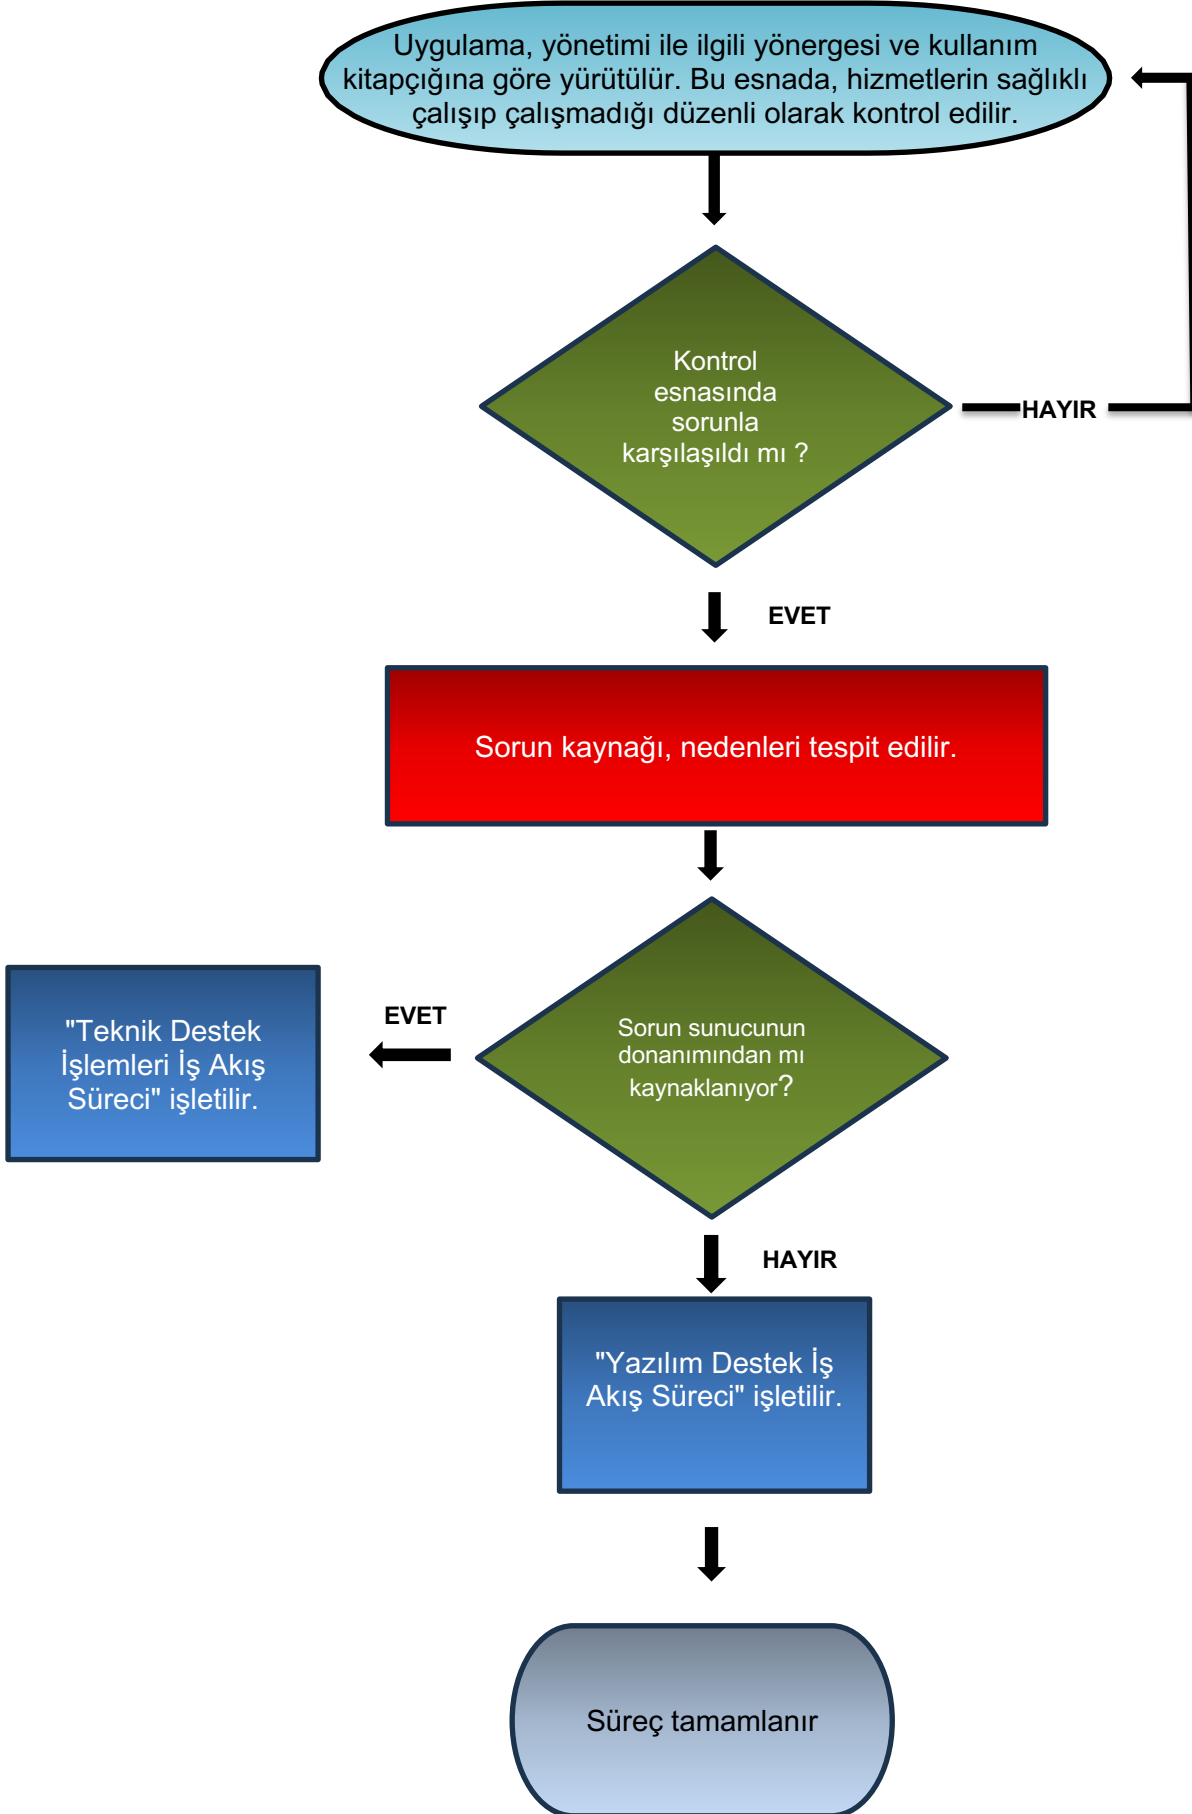 Uygulama, yönetimi ile ilgili yönergesi ve kullanım
kitapçığına göre yürütülür. Bu esnada, hizmetlerin sağlıklı
çalışıp çalışmadığı düzenli olarak kontrol edilir.
Kontrol
esnasında
sorunla
karşılaşıldı mı ?
HAYIR
EVET
Sorun kaynağı, nedenleri tespit edilir.
EVET
"Teknik Destek
İşlemleri İş Akış
Süreci" işletilir.
Sorun sunucunun
donanımından mı
kaynaklanıyor?
HAYIR
"Yazılım Destek İş
Akış Süreci" işletilir.
Süreç tamamlanır